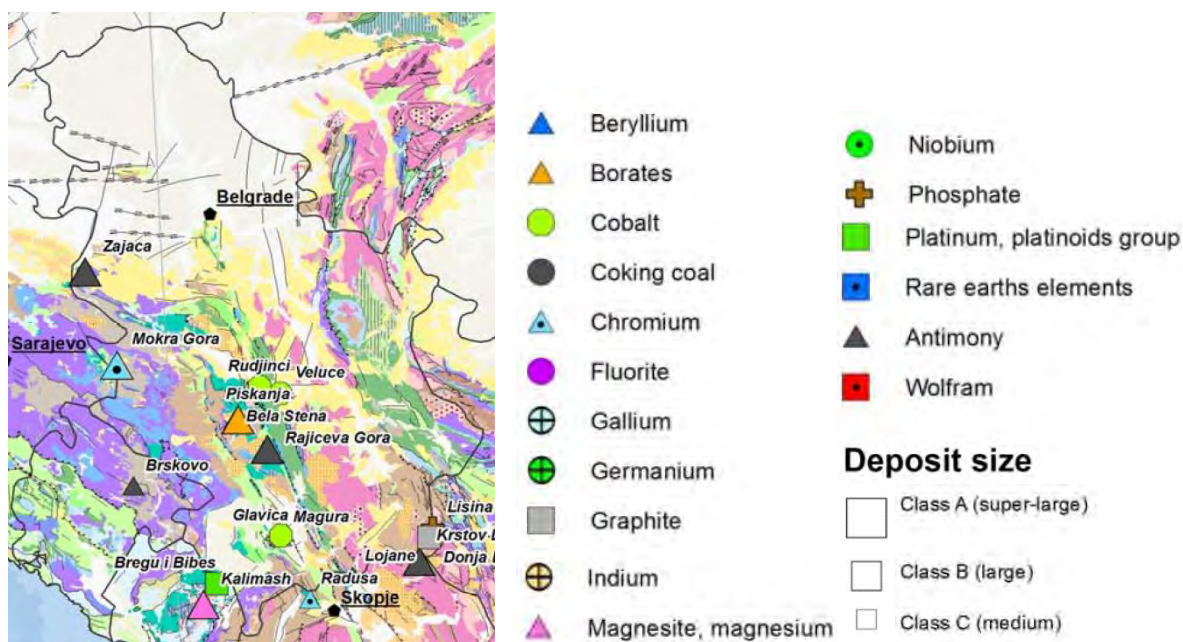 Belgrade
Zajaca
Sarajevo
Mokra Gora
Rudjinci
Veluce
Piskanja
Bela Stena
Rajiceva Gora
Brskovo
Glavica
Magura
Lisina
Krstov
Lojane
Donja
Bregu i Bibes
Kalimash
Radusa
Skopje
Beryllium
Borates
Cobalt
Coking coal
Chromium
Fluorite
Gallium
Germanium
Graphite
Indium
Magnesite, magnesium
Niobium
Phosphate
Platinum, platinoids group
Rare earths elements
Antimony
Wolfram
Deposit size
Class A (super-large)
Class B (large)
Class C (medium)